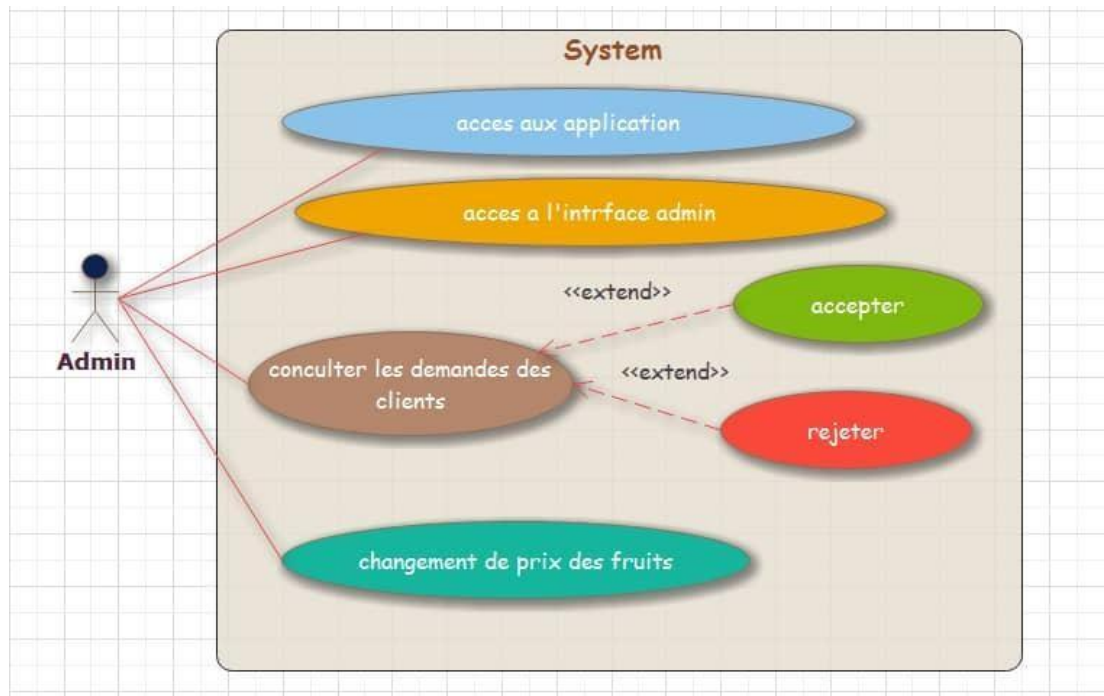 System
acces aux application
acces a l'intrface admin
<<extend>>
accepter
Admin
conculter les demandes des
clients
<<extend>>
rejeter
changement de prix des fruits